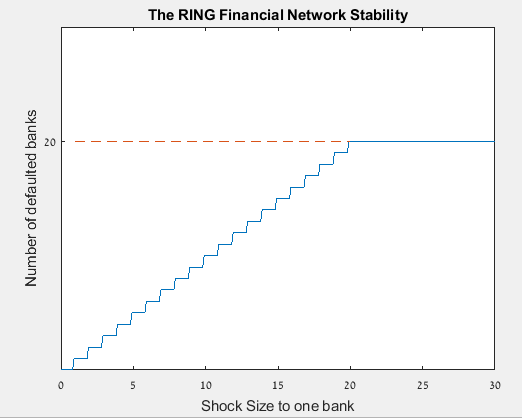 The RING Financial Network Stability
Number of defaulted banks
20
0 5 10 15 20 25 30
Shock Size to one bank